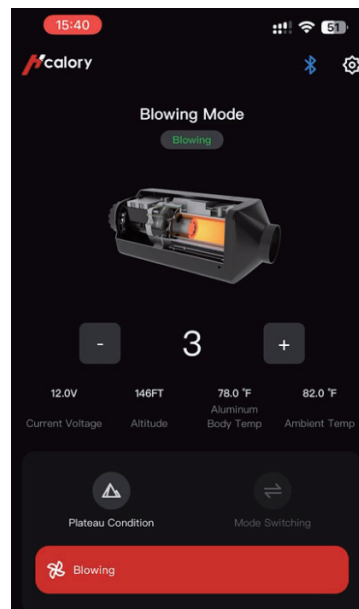 15:40
51
Hcalory
Blowing Mode
Blowing
- 3 +
12.0V 146FT 78.0 °F 82.0 °F
Current Voltage Altitude Aluminum Body Temp Ambient Temp
Plateau Condition Mode Switching
Blowing